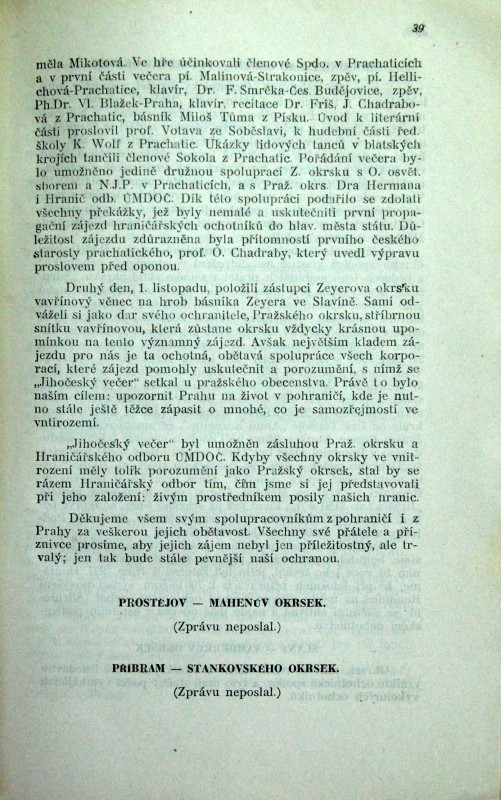 39
měla Mikotová. Ve hře účinkovali členové Spdo. v Prachaticích
a v první části večera pí. Malinová-Strakonice, zpěv, pí. Helli-
chová-Prachatice, klavír, Dr. F. Smrčka-Čes. Budějovice, zpěv,
Ph.Dr. Vl. Blažek-Praha, klavír, recitace Dr. Friš, J. Chadrabo-
vá z Prachatic, básník Miloš Tůma z Písku. Úvod k literární
části proslovil prof. Votava ze Soběslavi, k hudební části řed.
školy K. Wolf z Prachatic. Ukázky lidových tanců v blatských
krojích tančili členové Sokola z Prachatic. Pořádání večera by-
lo umožněno jedině družnou spoluprací Z. okrsku s O. osvět.
sborem a N.J.P. v Prachaticích, a s Praž. okrs. Dra Hermana
i Hranič odb. ÚMDOČ. Dík této spolupráci podařilo se zdolati
všechny překážky, jež byly nemalé a uskutečniti první propa-
gační zájezd hraničářských ochotníků do hlav. města státu. Dů-
ležitost zájezdu zdůrazněna byla přítomností prvního českého
starosty prachatického, prof. O. Chadraby, který uvedl výpravu
proslovem před oponou.
Druhý den, 1. listopadu, položili zástupci Zeyerova okrsku
vavřínový věnec na hrob básníka Zeyera ve Slavíně. Sami od-
váželi si jako dar svého ochranitele, Pražského okrsku, stříbrnou
snítku vavřínovou, která zůstane okrsku vždycky krásnou upo-
mínkou na tento významný zájezd. Avšak největším kladem zá-
jezdu pro nás je ta ochotná, obětavá spolupráce všech korpo-
rací, které zájezd pomohly uskutečnit a porozumění, s nímž se
„Jihočeský večer“ setkal u pražského obecenstva. Právě to bylo
naším cílem: upozornit Prahu na život v pohraničí, kde je nut-
no stále ještě těžce zápasit o mnohé, co je samozřejmostí ve
vntirození.
„Jihočeský večer“ byl umožněn zásluhou Praž. okrsku a
Hraničářského odboru ÚMDOČ. Kdyby všechny okrsky ve vnit-
rození měly tolik porozumění jako Pražský okrsek, stal by se
rázem Hraničářský odbor tím, čím jsme si jej představovali
při jeho založení: živým prostředníkem posily našich hranic.
Děkujeme všem svým spolupracovníkům z pohraničí i z
Prahy za veškerou jejich obětavost. Všechny své přátele a pří-
znivce prosíme, aby jejich zájem nebyl jen příležitostný, ale tr-
valý; jen tak bude stále pevnější naší ochranou.
PROSTĚJOV — MAHENŮV OKRSEK.
(Zprávu neposlal.)
PŘÍBRAM — STANKOVSKÉHO OKRSEK.
(Zprávu neposlal.)